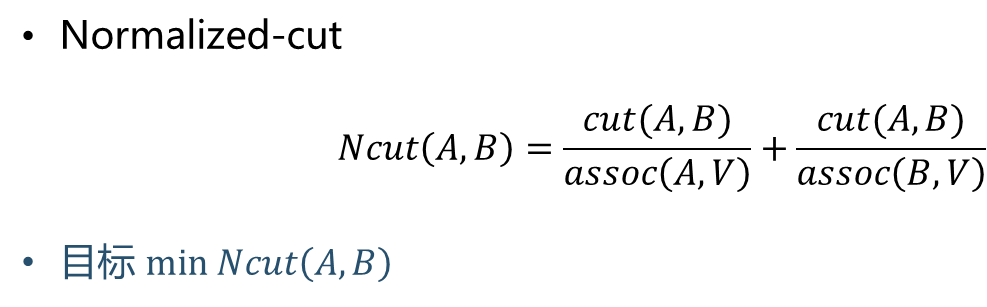 • Normalized-cut
Ncut(A, B) = cut(A, B) / assoc(A, V) + cut(A, B) / assoc(B, V)
• 目标 min Ncut(A, B)